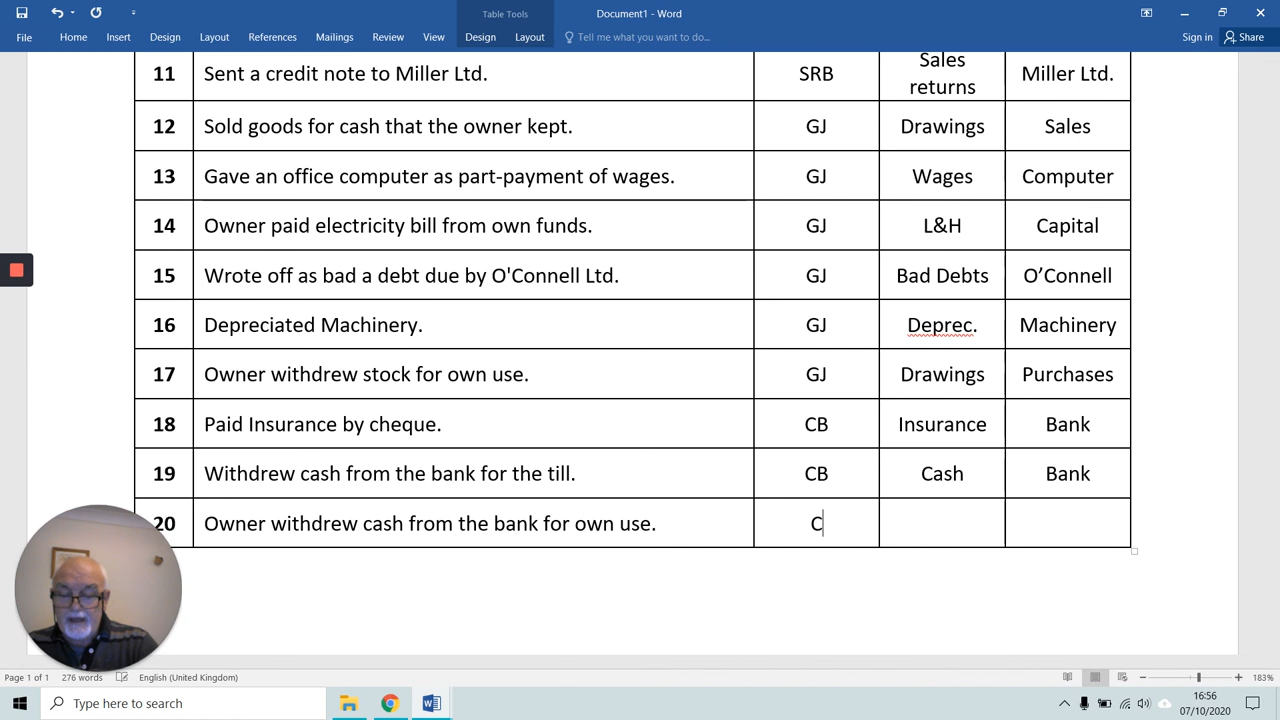 Table Tools
Document1 - Word
File Home Insert Design Layout References Mailings Review View Design Layout Tell me what you want to do... Sign in Share
11 Sent a credit note to Miller Ltd. SRB Sales returns Miller Ltd.
12 Sold goods for cash that the owner kept. GJ Drawings Sales
13 Gave an office computer as part-payment of wages. GJ Wages Computer
14 Owner paid electricity bill from own funds. GJ L&H Capital
15 Wrote off as bad a debt due by O'Connell Ltd. GJ Bad Debts O’Connell
16 Depreciated Machinery. GJ Deprec. Machinery
17 Owner withdrew stock for own use. GJ Drawings Purchases
18 Paid Insurance by cheque. CB Insurance Bank
19 Withdrew cash from the bank for the till. CB Cash Bank
20 Owner withdrew cash from the bank for own use. C
Page 1 of 1 276 words English (United Kingdom) 183%
Type here to search 16:56
07/10/2020